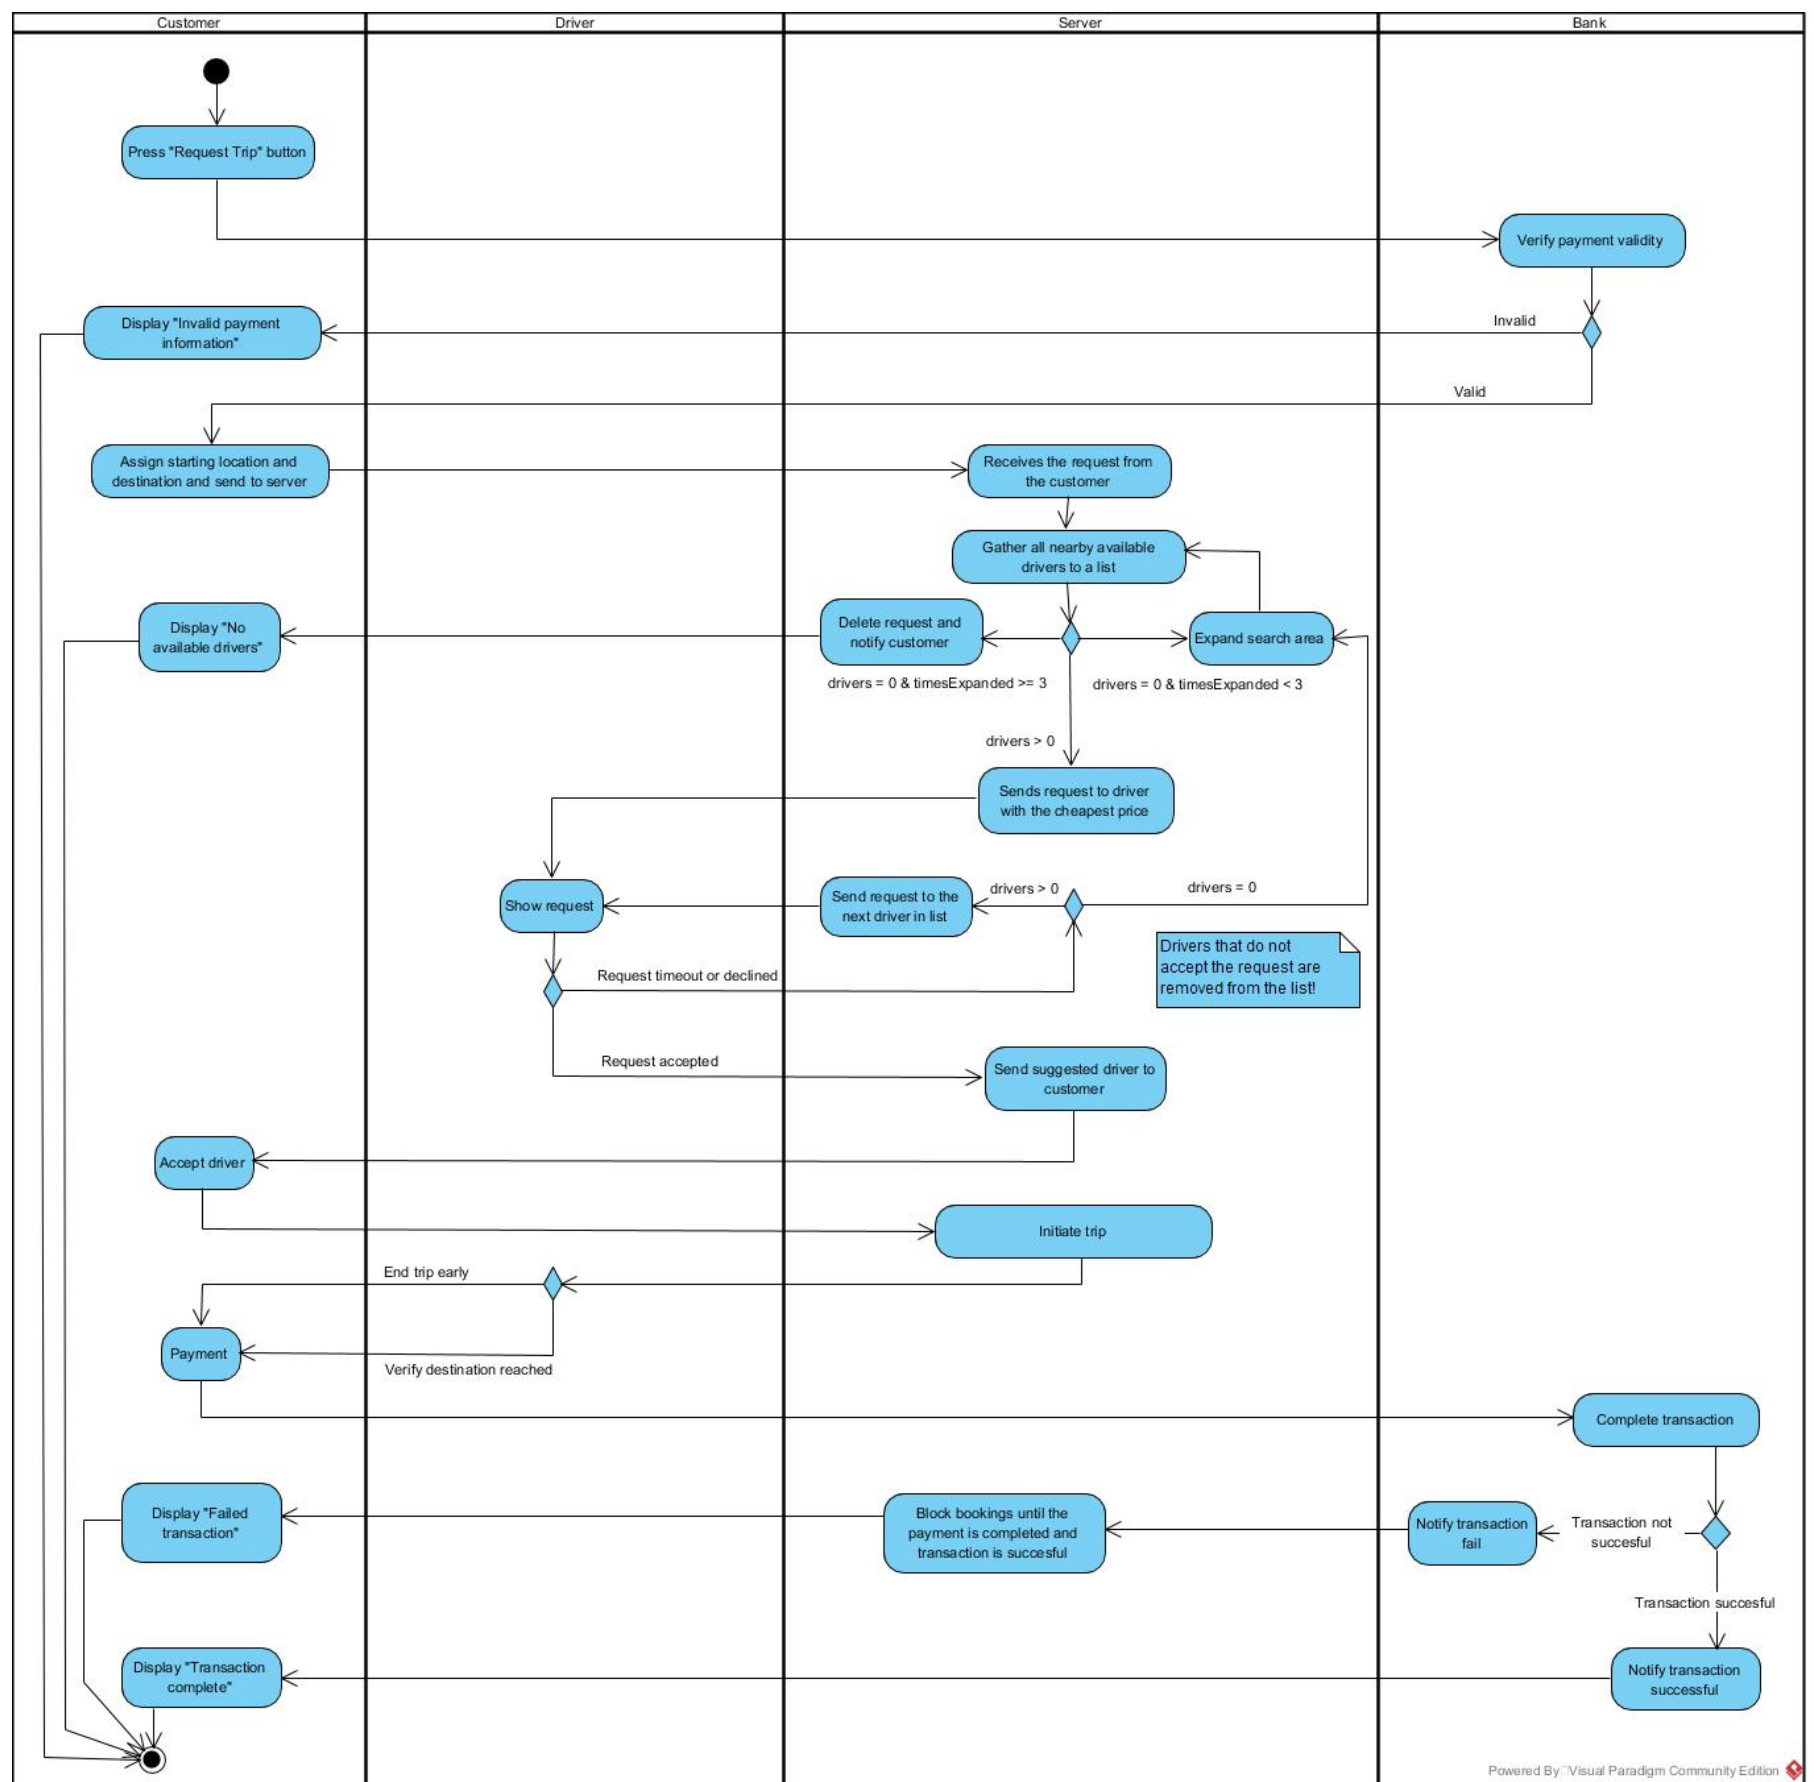 Customer
Driver
Server
Bank
Press "Request Trip" button
Verify payment validity
Display "Invalid payment
information"
Invalid
Valid
Assign starting location and
destination and send to server
Receives the request from
the customer
Gather all nearby available
drivers to a list
Display "No
available drivers"
Delete request and
notify customer
Expand search area
drivers = 0 & timesExpanded >= 3
drivers = 0 & timesExpanded < 3
drivers > 0
Sends request to driver
with the cheapest price
Show request
Send request to the
next driver in list
drivers > 0
drivers = 0
Drivers that do not
accept the request are
removed from the list!
Request timeout or declined
Request accepted
Send suggested driver to
customer
Accept driver
Initiate trip
End trip early
Payment
Verify destination reached
Complete transaction
Display "Failed
transaction"
Block bookings until the
payment is completed and
transaction is succesful
Notify transaction
fail
Transaction not
succesful
Transaction succesful
Display "Transaction
complete"
Notify transaction
successful
Powered By Visual Paradigm Community Edition